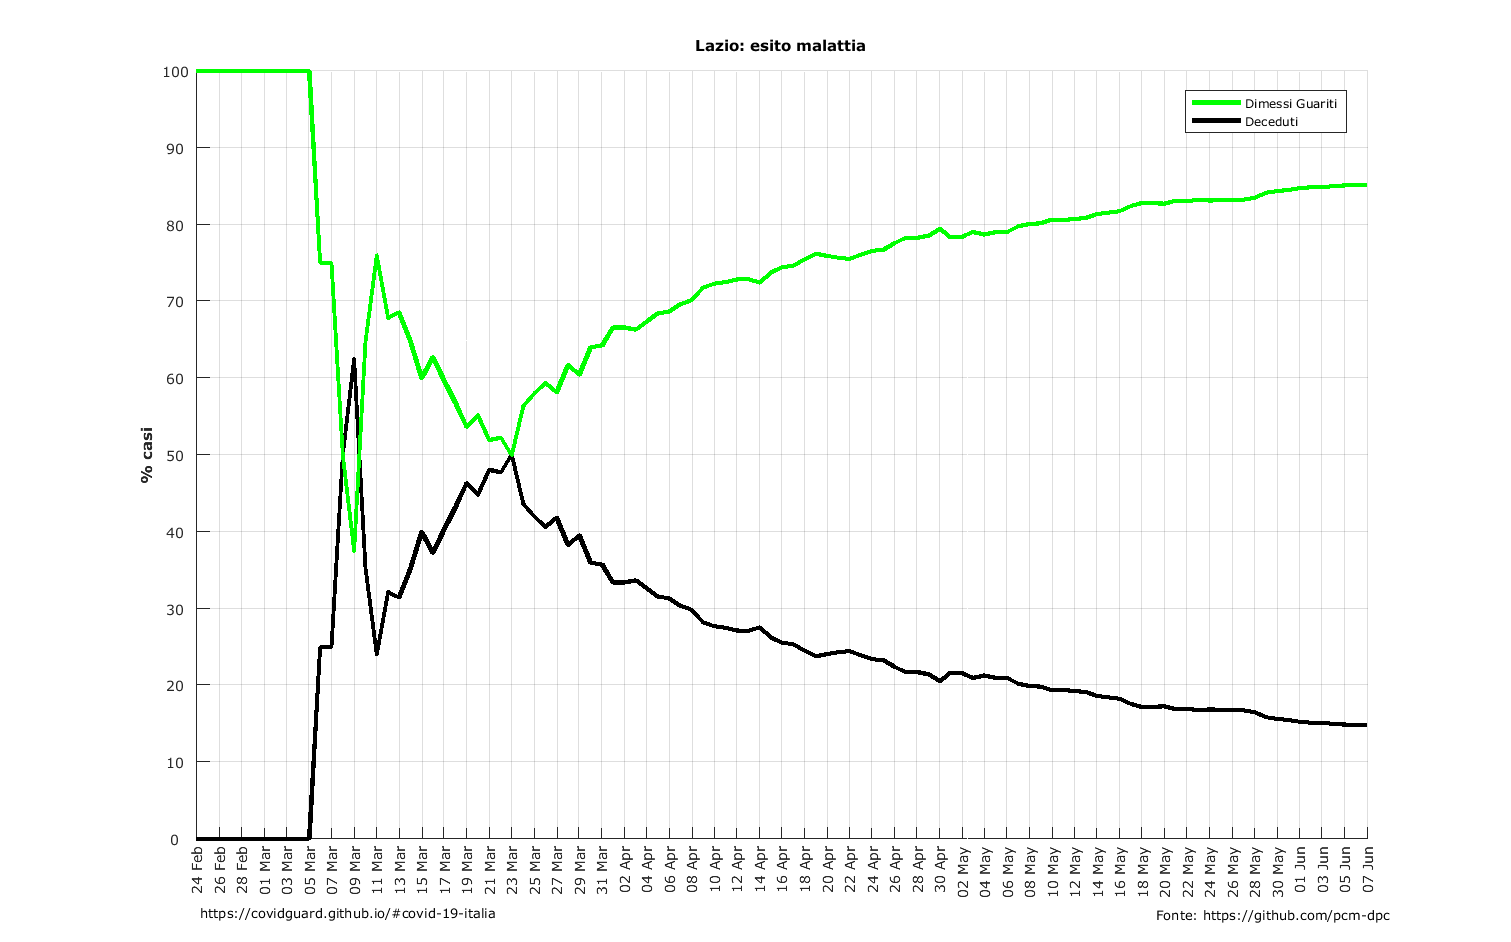 Lazio: esito malattia
100
90
80
70
60
50
40
30
20
10
0
% casi
Dimessi Guariti
Deceduti
24 Feb
26 Feb
28 Feb
01 Mar
03 Mar
05 Mar
07 Mar
09 Mar
11 Mar
13 Mar
15 Mar
17 Mar
19 Mar
21 Mar
23 Mar
25 Mar
27 Mar
29 Mar
31 Mar
02 Apr
04 Apr
06 Apr
08 Apr
10 Apr
12 Apr
14 Apr
16 Apr
18 Apr
20 Apr
22 Apr
24 Apr
26 Apr
28 Apr
30 Apr
02 May
04 May
06 May
08 May
10 May
12 May
14 May
16 May
18 May
20 May
22 May
24 May
26 May
28 May
30 May
01 Jun
03 Jun
05 Jun
07 Jun
https://covidguard.github.io/#covid-19-italia
Fonte: https://github.com/pcm-dpc